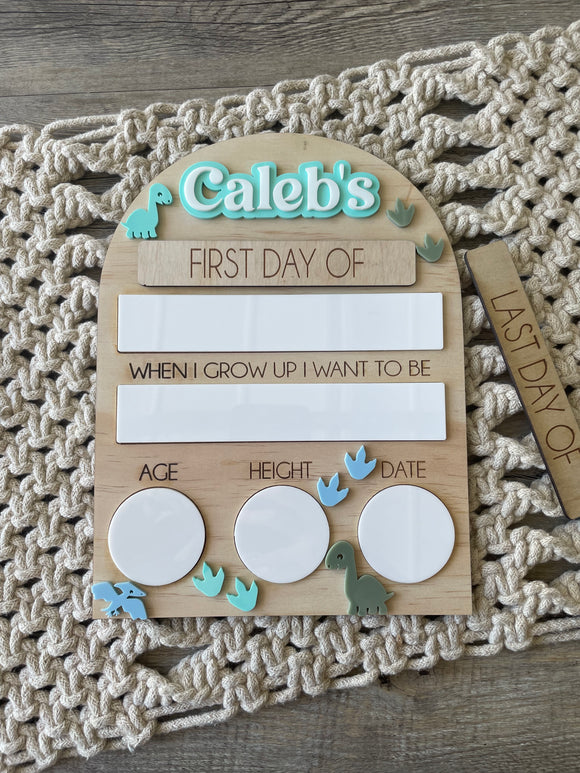 Caleb's
FIRST DAY OF
LAST DAY OF
WHEN I GROW UP I WANT TO BE
AGE HEIGHT DATE